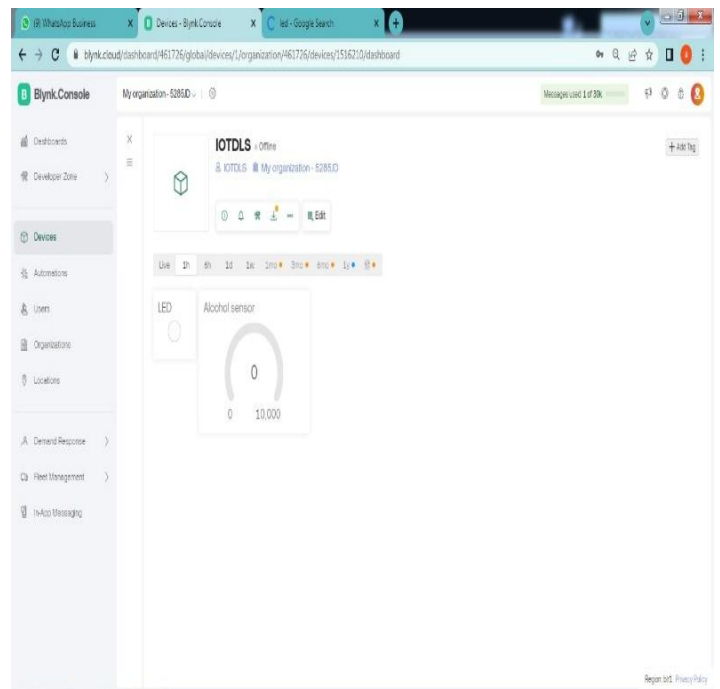 (9) WhatsApp Business
Devices - Blynk.Console
led - Google Search
blynk.cloud/dashboard/461726/global/devices/1/organization/461726/devices/1516210/dashboard
Blynk.Console
My organization - 5285JD
Messages used 1 of 30k
Dashboards
Developer Zone
Devices
Automations
Users
Organizations
Locations
Demand Response
Fleet Management
In-App Messaging
IOTDLS
Offline
IOTDLS My organization - 5285JD
Add Tag
Edit
Live 1h 6h 1d 1w 1mo 3mo 6mo 1y
LED
Alcohol sensor
0
0 10,000
Region: blr1 Privacy Policy